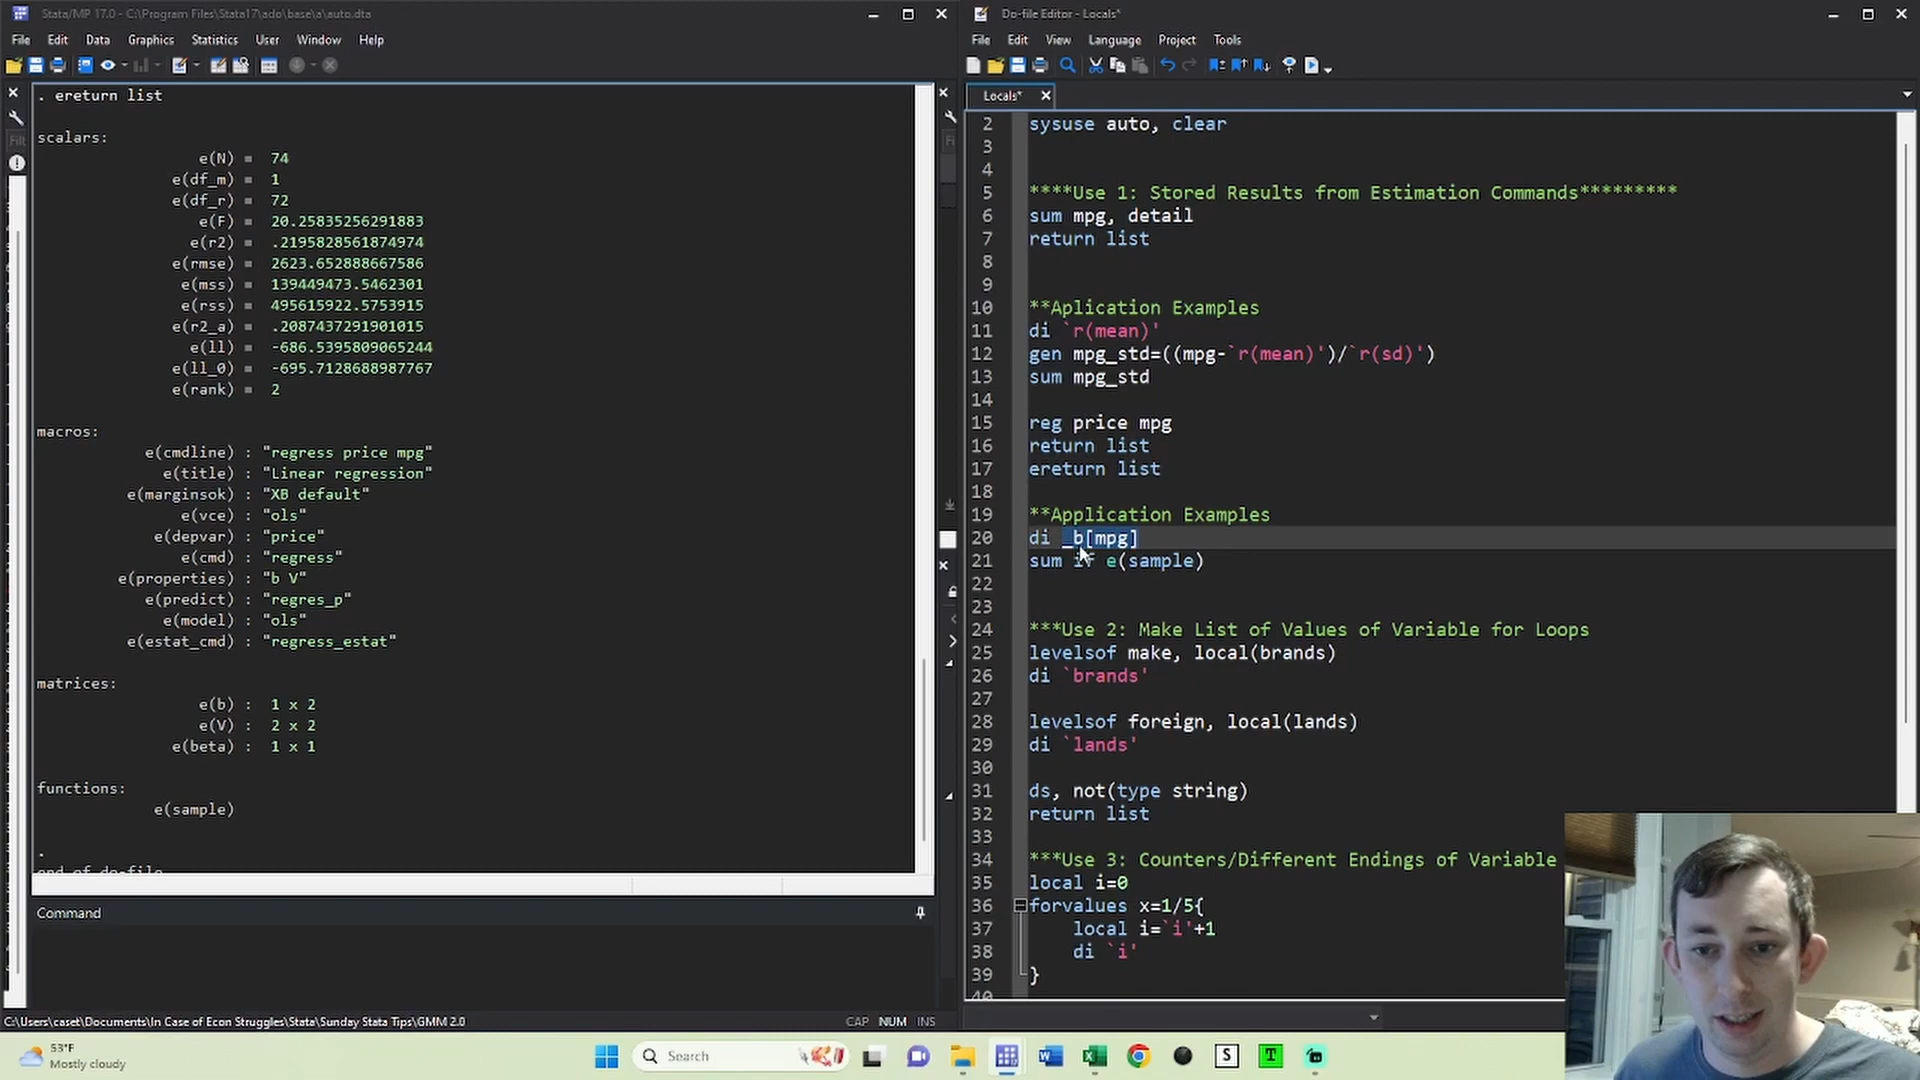 Stata/MP 17.0 - C:\Program Files\Stata17\ado\base\a\auto.dta
File Edit Data Graphics Statistics User Window Help
. ereturn list
scalars:
e(N) = 74
e(df_m) = 1
e(df_r) = 72
e(F) = 20.25835256291883
e(r2) = .2195828561874974
e(rmse) = 2623.652888667586
e(mss) = 139449473.5462301
e(rss) = 495615922.5753915
e(r2_a) = .2087437291901015
e(ll) = -686.5395809065244
e(ll_0) = -695.7128688987767
e(rank) = 2
macros:
e(cmdline) : "regress price mpg"
e(title) : "Linear regression"
e(marginsok) : "XB default"
e(vce) : "ols"
e(depvar) : "price"
e(cmd) : "regress"
e(properties) : "b V"
e(predict) : "regres_p"
e(model) : "ols"
e(estat_cmd) : "regress_estat"
matrices:
e(b) : 1 x 2
e(V) : 2 x 2
e(beta) : 1 x 1
functions:
e(sample)
.
end of do-file
Command
C:\Users\caset\Documents\In Case of Econ Struggles\Stata\Sunday Stata Tips\GMM 2.0
CAP NUM INS
Do-file Editor - Locals*
File Edit View Language Project Tools
Locals*
2 sysuse auto, clear
3
4
5 ****Use 1: Stored Results from Estimation Commands*********
6 sum mpg, detail
7 return list
8
9
10 **Aplication Examples
11 di `r(mean)'
12 gen mpg_std=((mpg-`r(mean)')/`r(sd)')
13 sum mpg_std
14
15 reg price mpg
16 return list
17 ereturn list
18
19 **Application Examples
20 di _b[mpg]
21 sum if e(sample)
22
23
24 ***Use 2: Make List of Values of Variable for Loops
25 levelsof make, local(brands)
26 di `brands'
27
28 levelsof foreign, local(lands)
29 di `lands'
30
31 ds, not(type string)
32 return list
33
34 ***Use 3: Counters/Different Endings of Variable
35 local i=0
36 forvalues x=1/5{
37 local i=`i'+1
38 di `i'
39 }
40
53°F
Mostly cloudy
Search